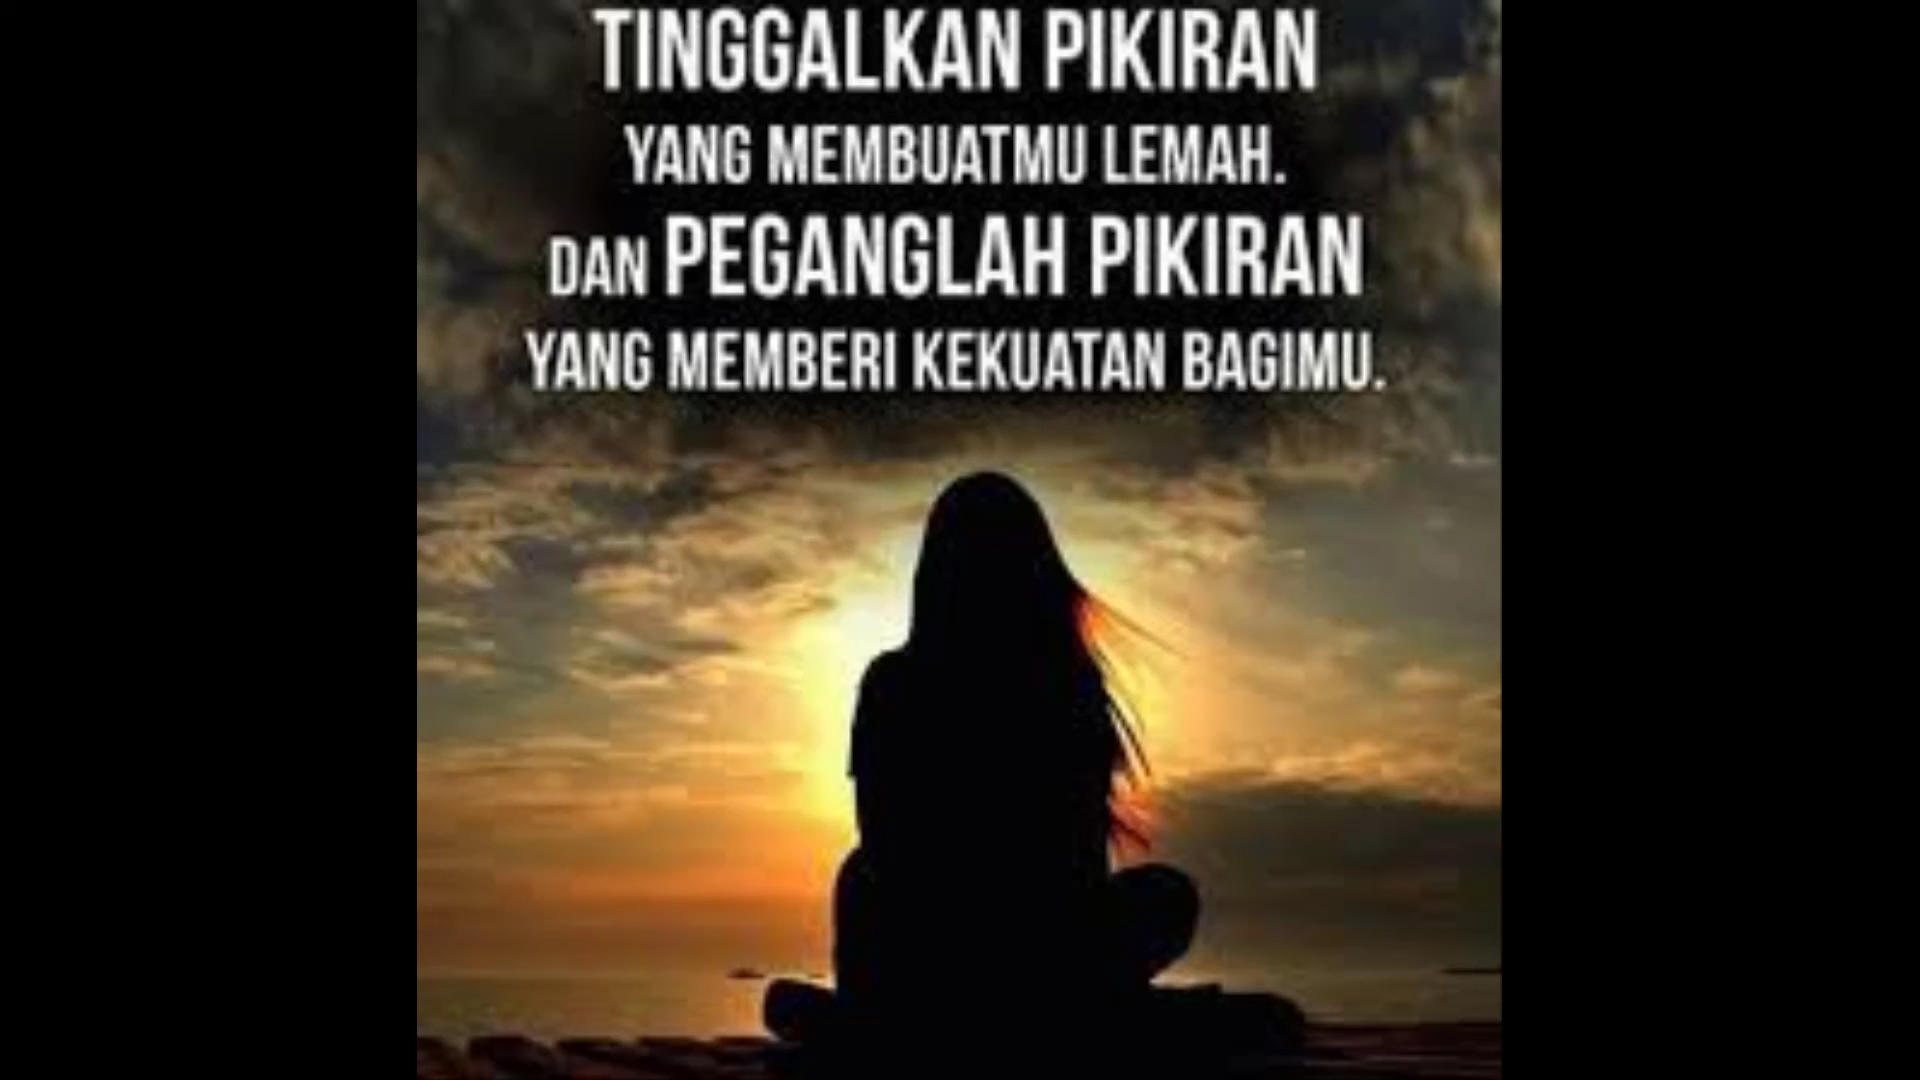 TINGGALKAN PIKIRAN
YANG MEMBUATMU LEMAH.
DAN PEGANGLAH PIKIRAN
YANG MEMBERI KEKUATAN BAGIMU.